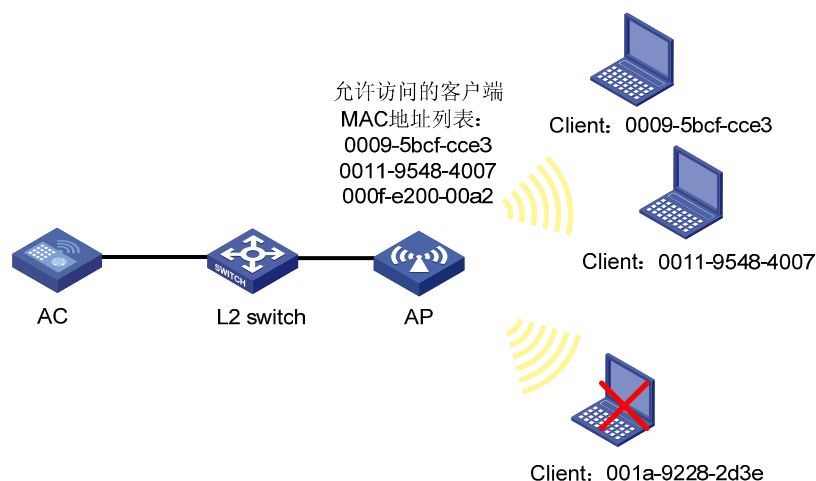 允许访问的客户端
MAC地址列表：
0009-5bcf-cce3
0011-9548-4007
000f-e200-00a2
Client：0009-5bcf-cce3
Client：0011-9548-4007
SWITCH
AC
L2 switch
AP
Client：001a-9228-2d3e